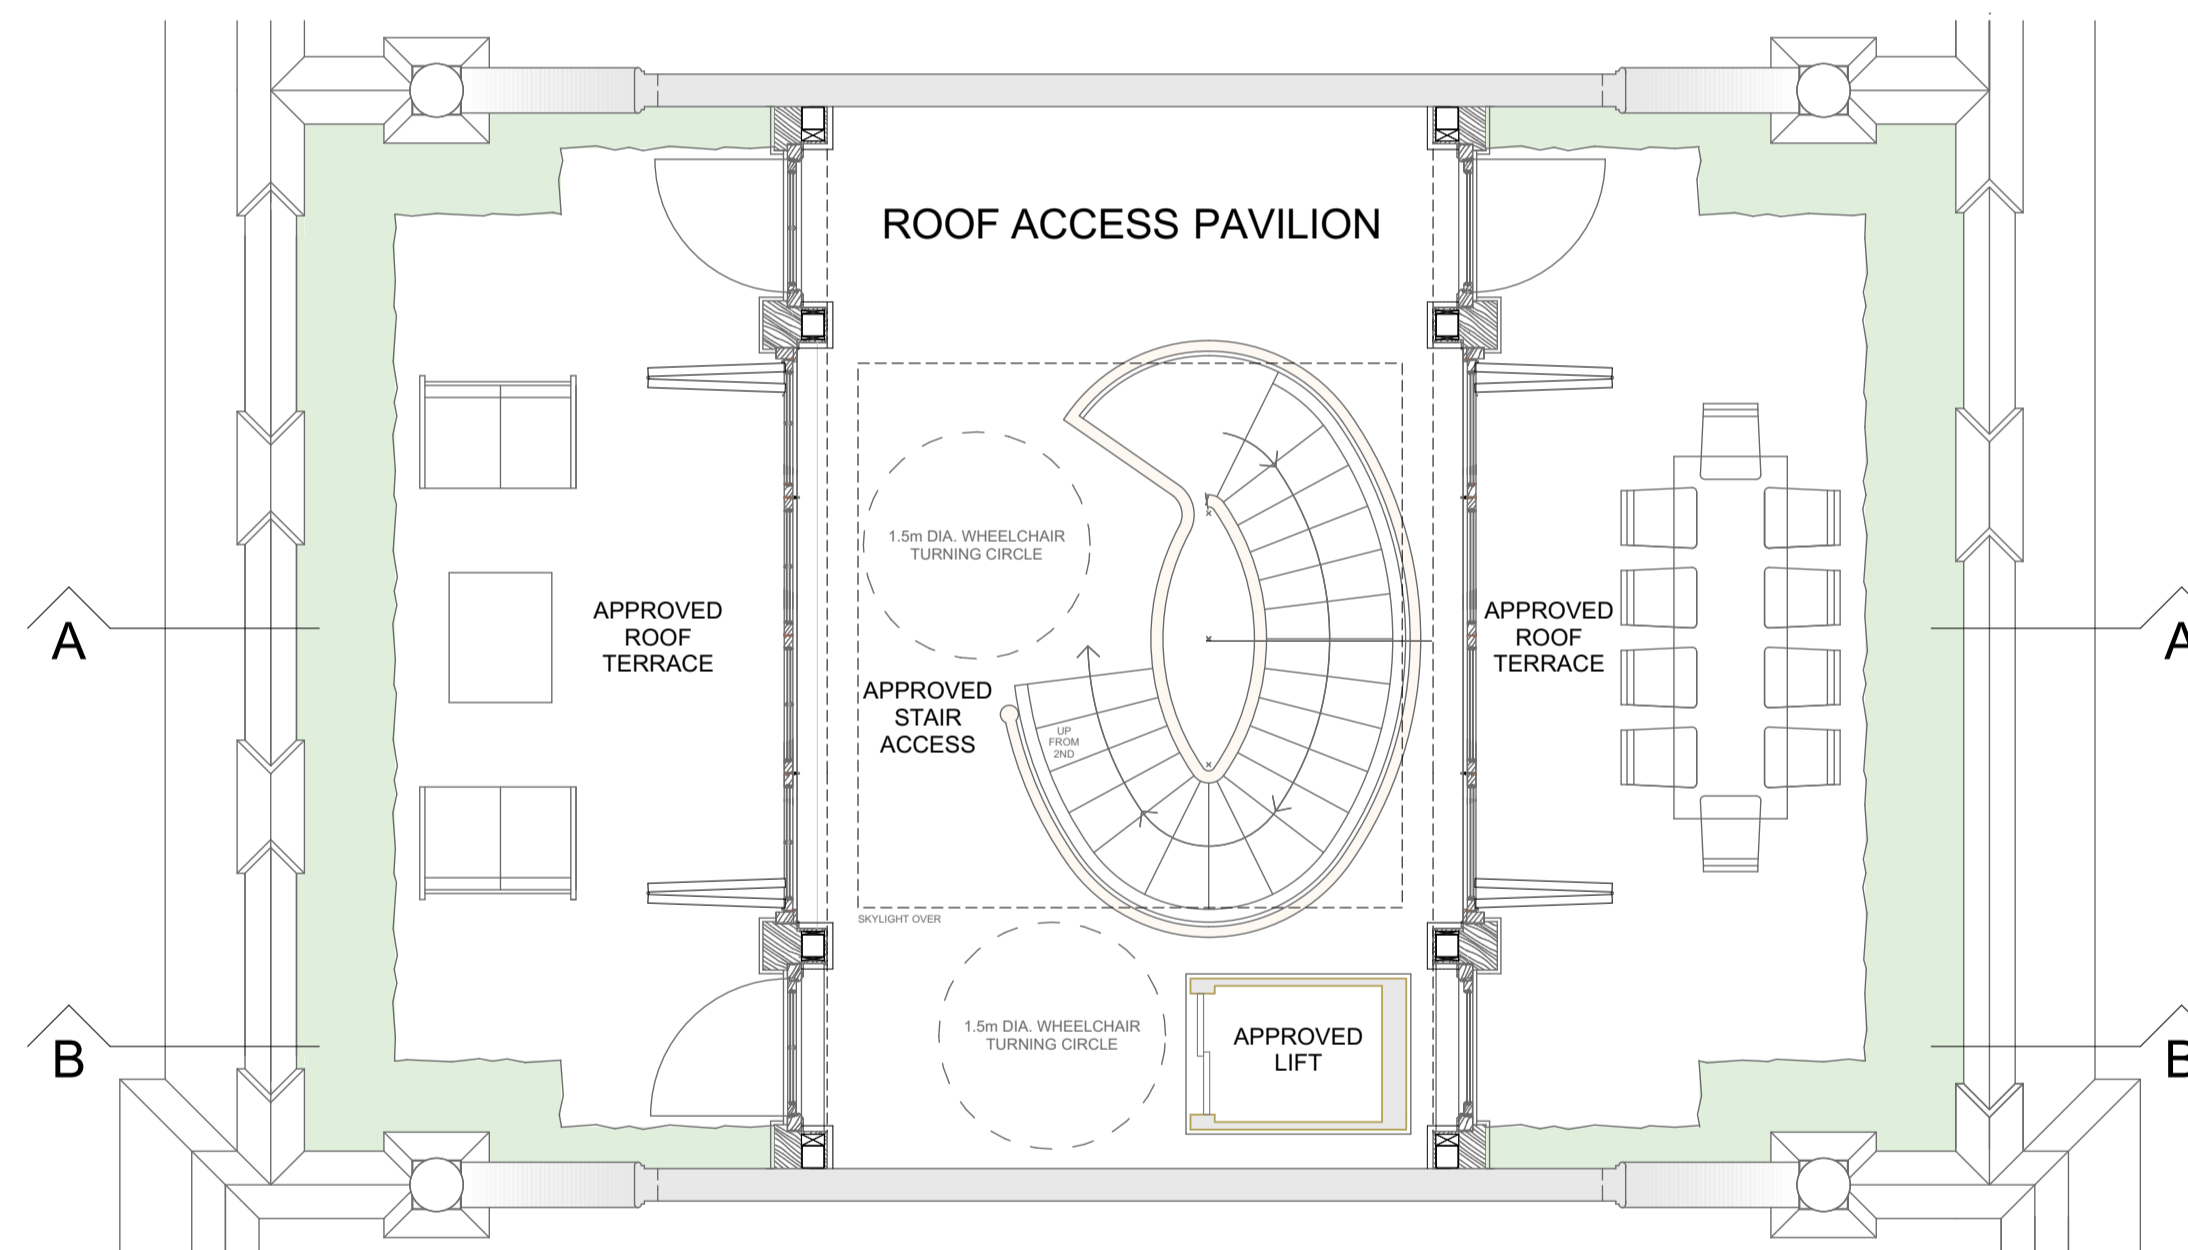 ROOF ACCESS PAVILION
1.5m DIA. WHEELCHAIR
TURNING CIRCLE
APPROVED
ROOF
TERRACE
APPROVED
ROOF
TERRACE
A
A
APPROVED
STAIR
ACCESS
UP
FROM
2ND
SKYLIGHT OVER
1.5m DIA. WHEELCHAIR
TURNING CIRCLE
APPROVED
LIFT
B
B